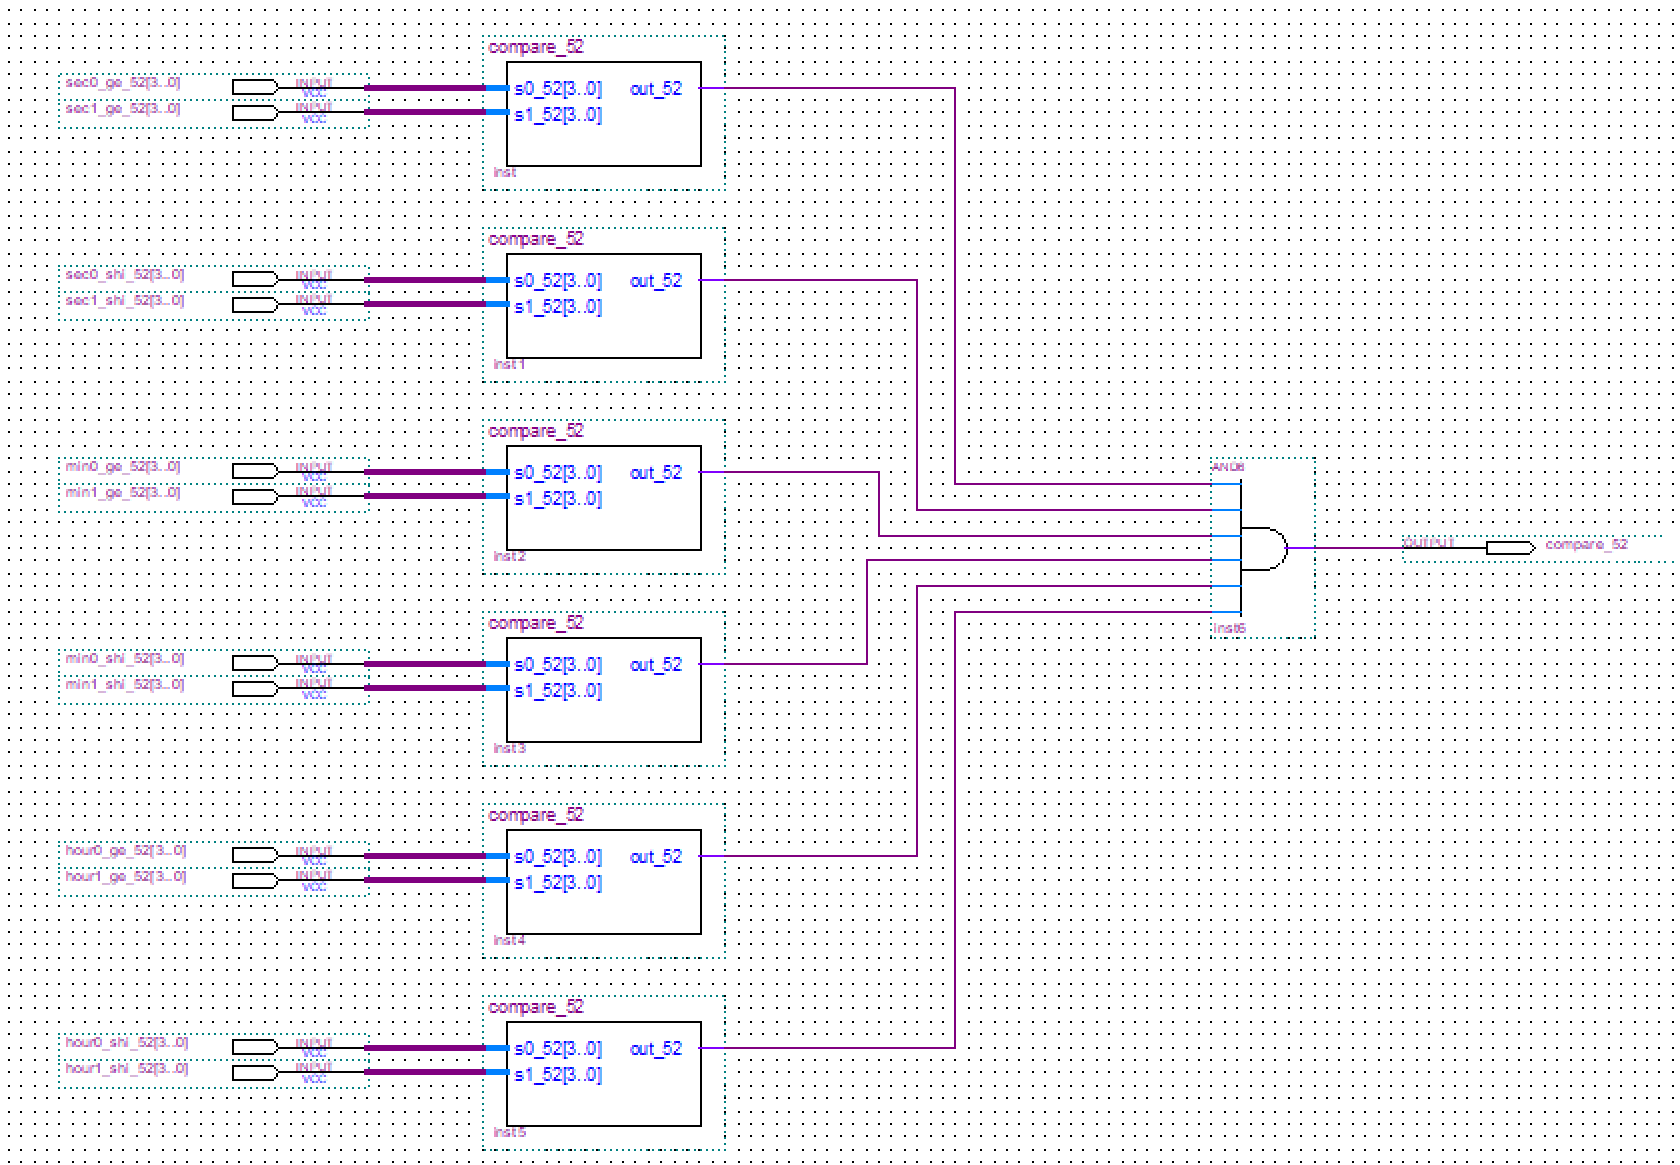 compare_52
sec0_ge_52[3..0] INPUT
VCC
sec1_ge_52[3..0] INPUT
VCC
s0_52[3..0] out_52
s1_52[3..0]
inst
compare_52
sec0_shi_52[3..0] INPUT
VCC
sec1_shi_52[3..0] INPUT
VCC
s0_52[3..0] out_52
s1_52[3..0]
inst1
compare_52
min0_ge_52[3..0] INPUT
VCC
min1_ge_52[3..0] INPUT
VCC
s0_52[3..0] out_52
s1_52[3..0]
inst2
AND6
inst6
OUTPUT compare_52
compare_52
min0_shi_52[3..0] INPUT
VCC
min1_shi_52[3..0] INPUT
VCC
s0_52[3..0] out_52
s1_52[3..0]
inst3
compare_52
hour0_ge_52[3..0] INPUT
VCC
hour1_ge_52[3..0] INPUT
VCC
s0_52[3..0] out_52
s1_52[3..0]
inst4
compare_52
hour0_shi_52[3..0] INPUT
VCC
hour1_shi_52[3..0] INPUT
VCC
s0_52[3..0] out_52
s1_52[3..0]
inst5